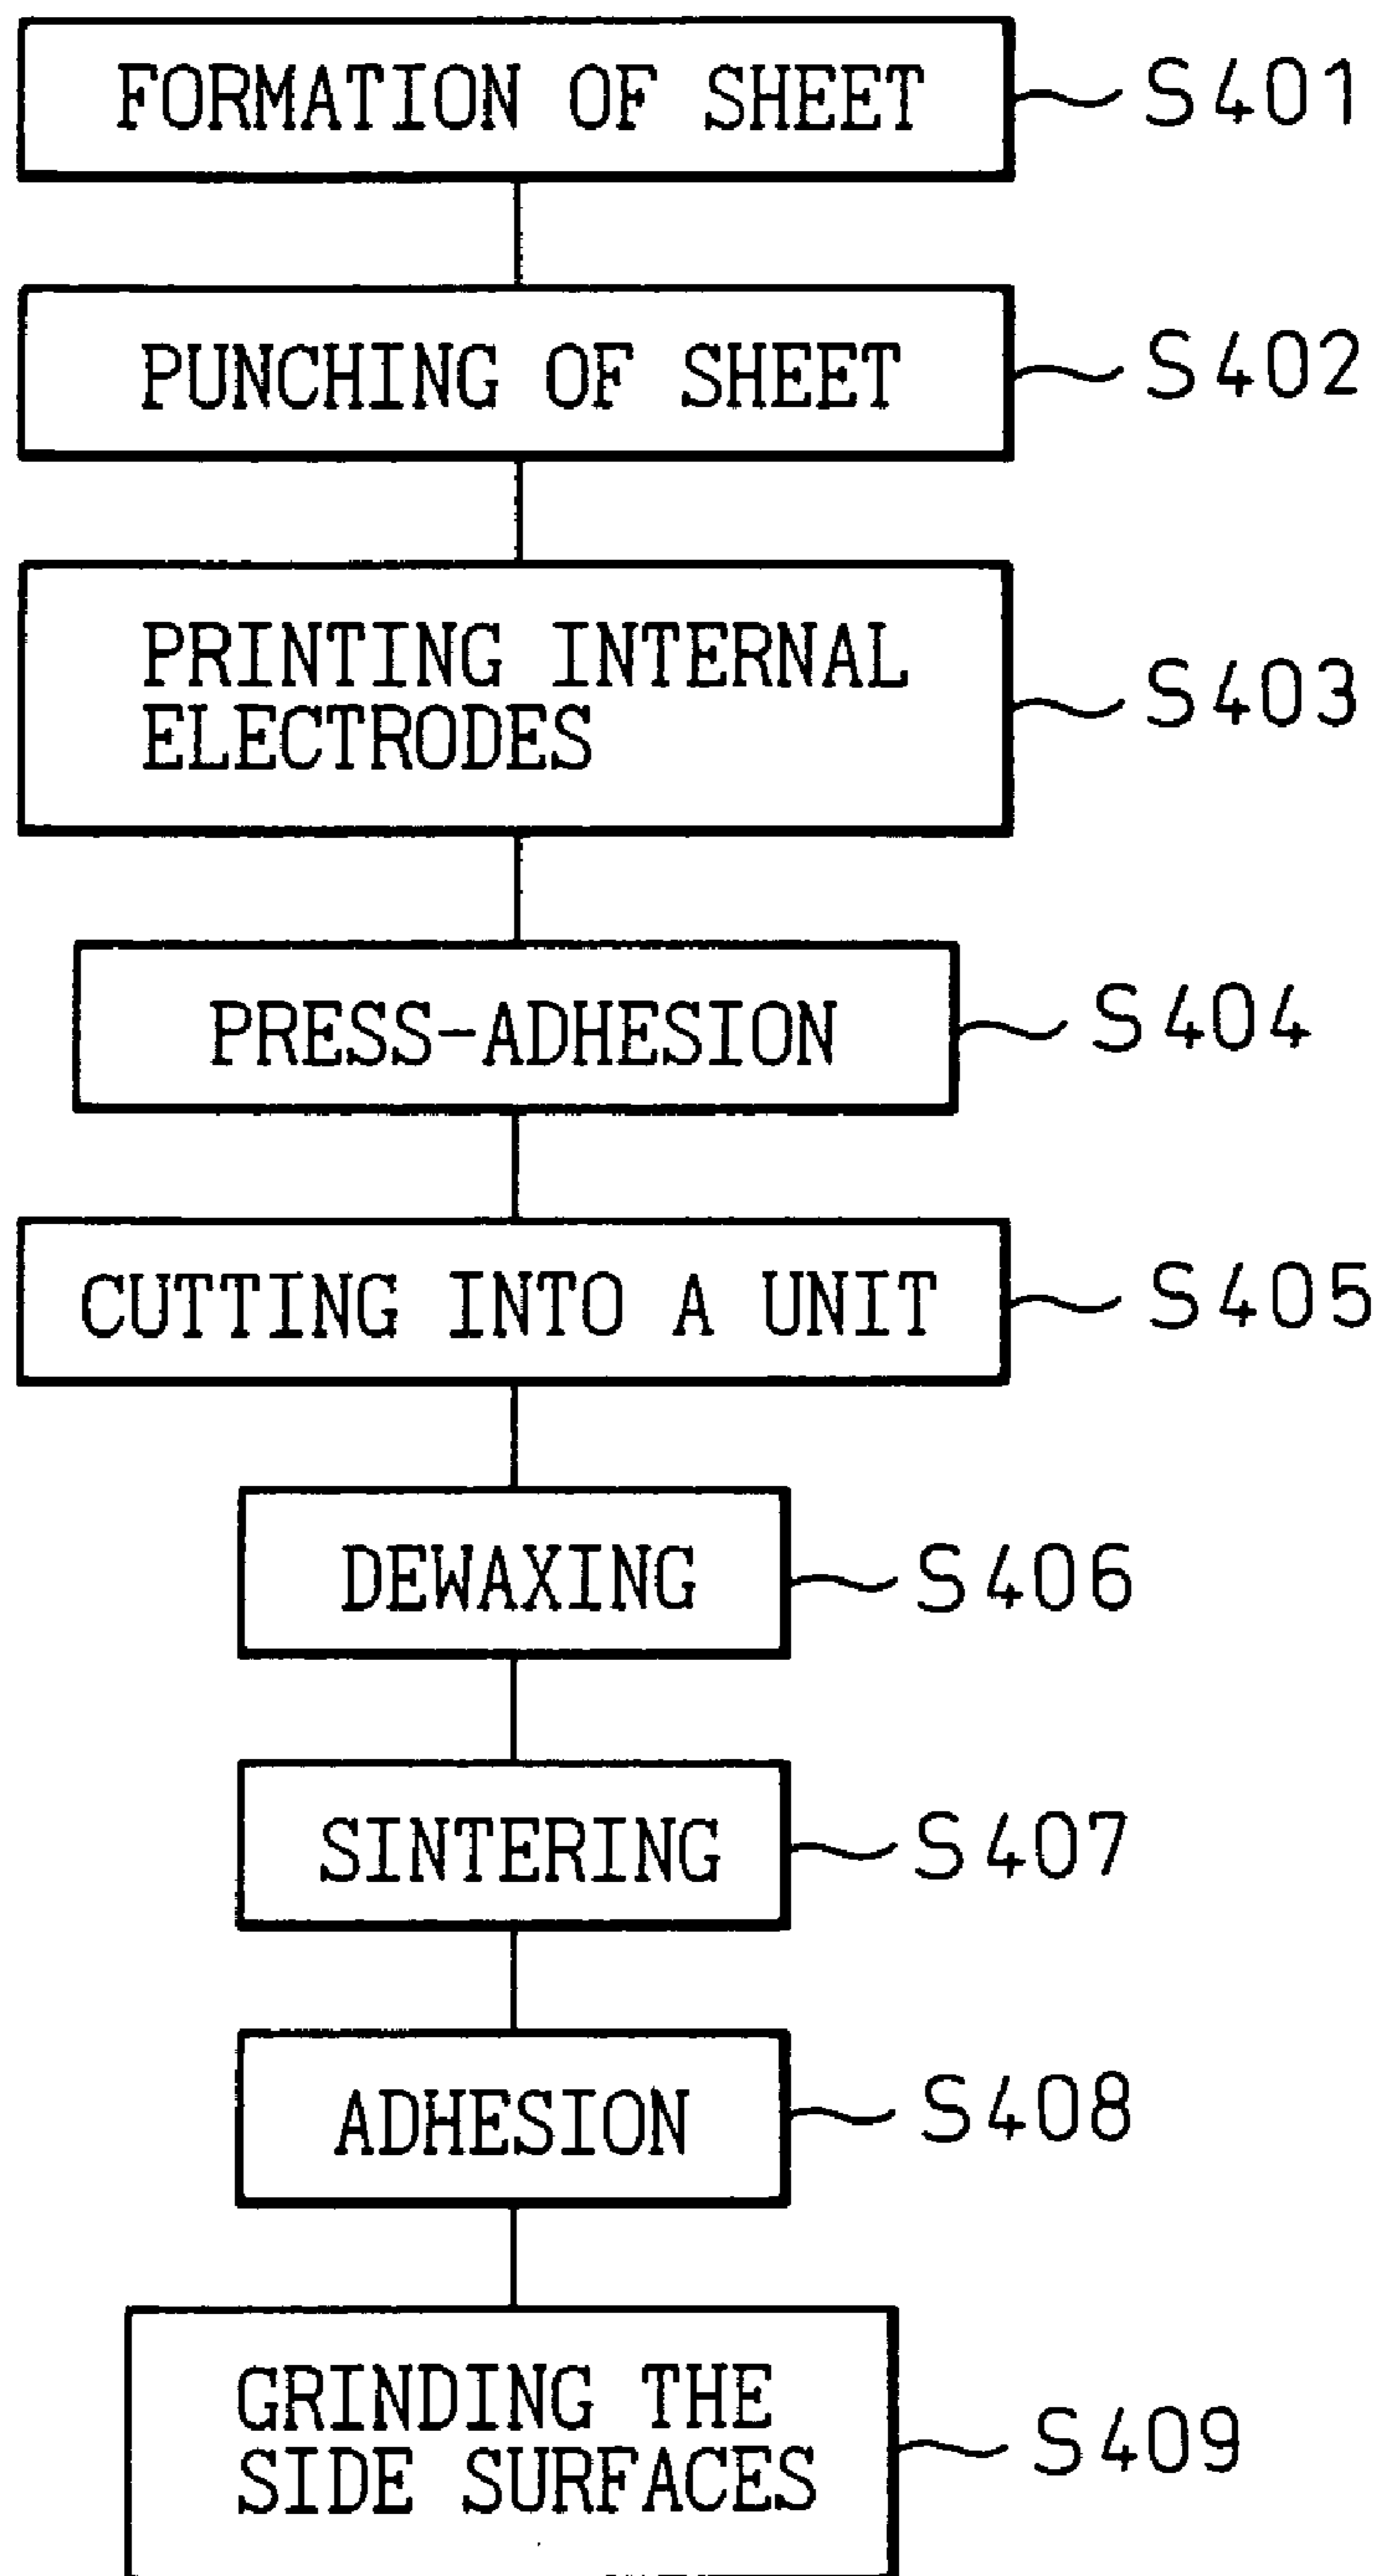 FORMATION OF SHEET S401
PUNCHING OF SHEET S402
PRINTING INTERNAL
ELECTRODES
S403
PRESS-ADHESION S404
CUTTING INTO A UNIT S405
DEWAXING S406
SINTERING S407
ADHESION S408
GRINDING THE
SIDE SURFACES
S409